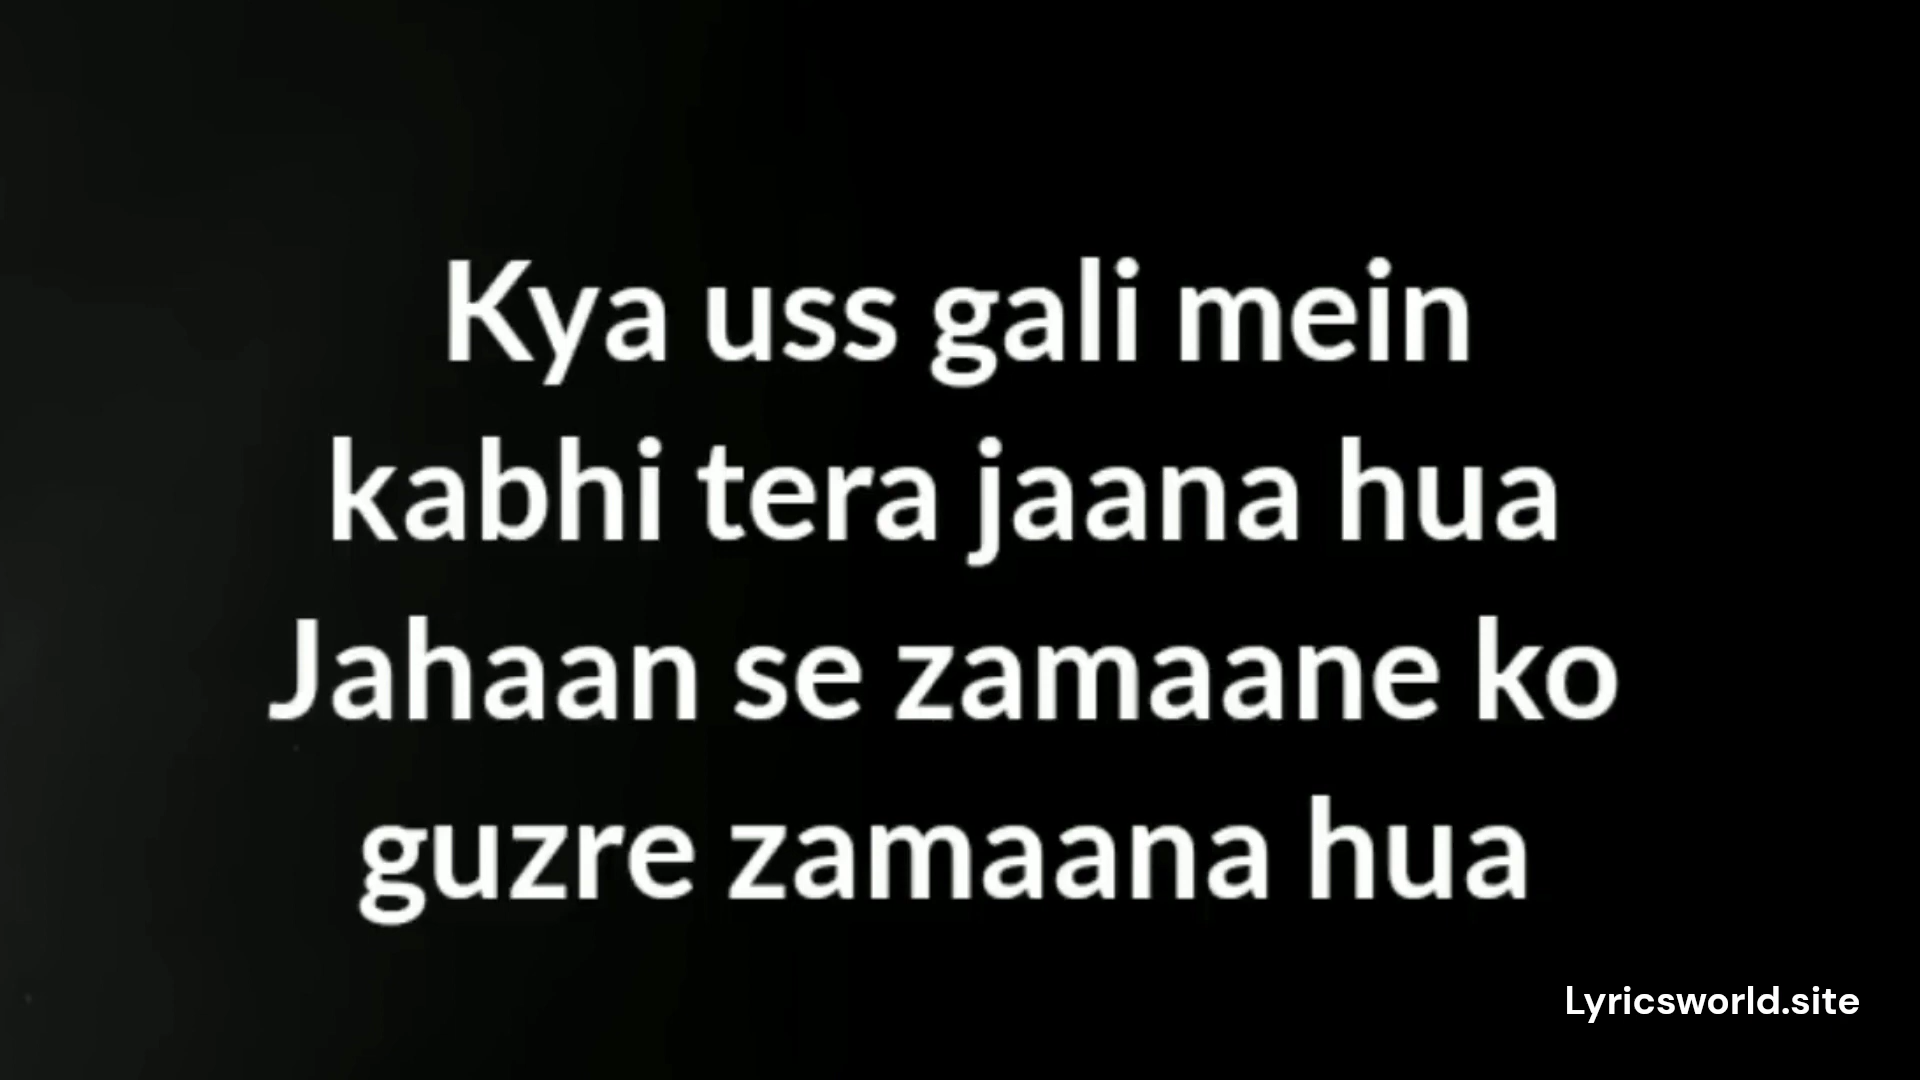 Kya uss gali mein
kabhi tera jaana hua
Jahaan se zamaane ko
guzre zamaana hua
Lyricsworld.site